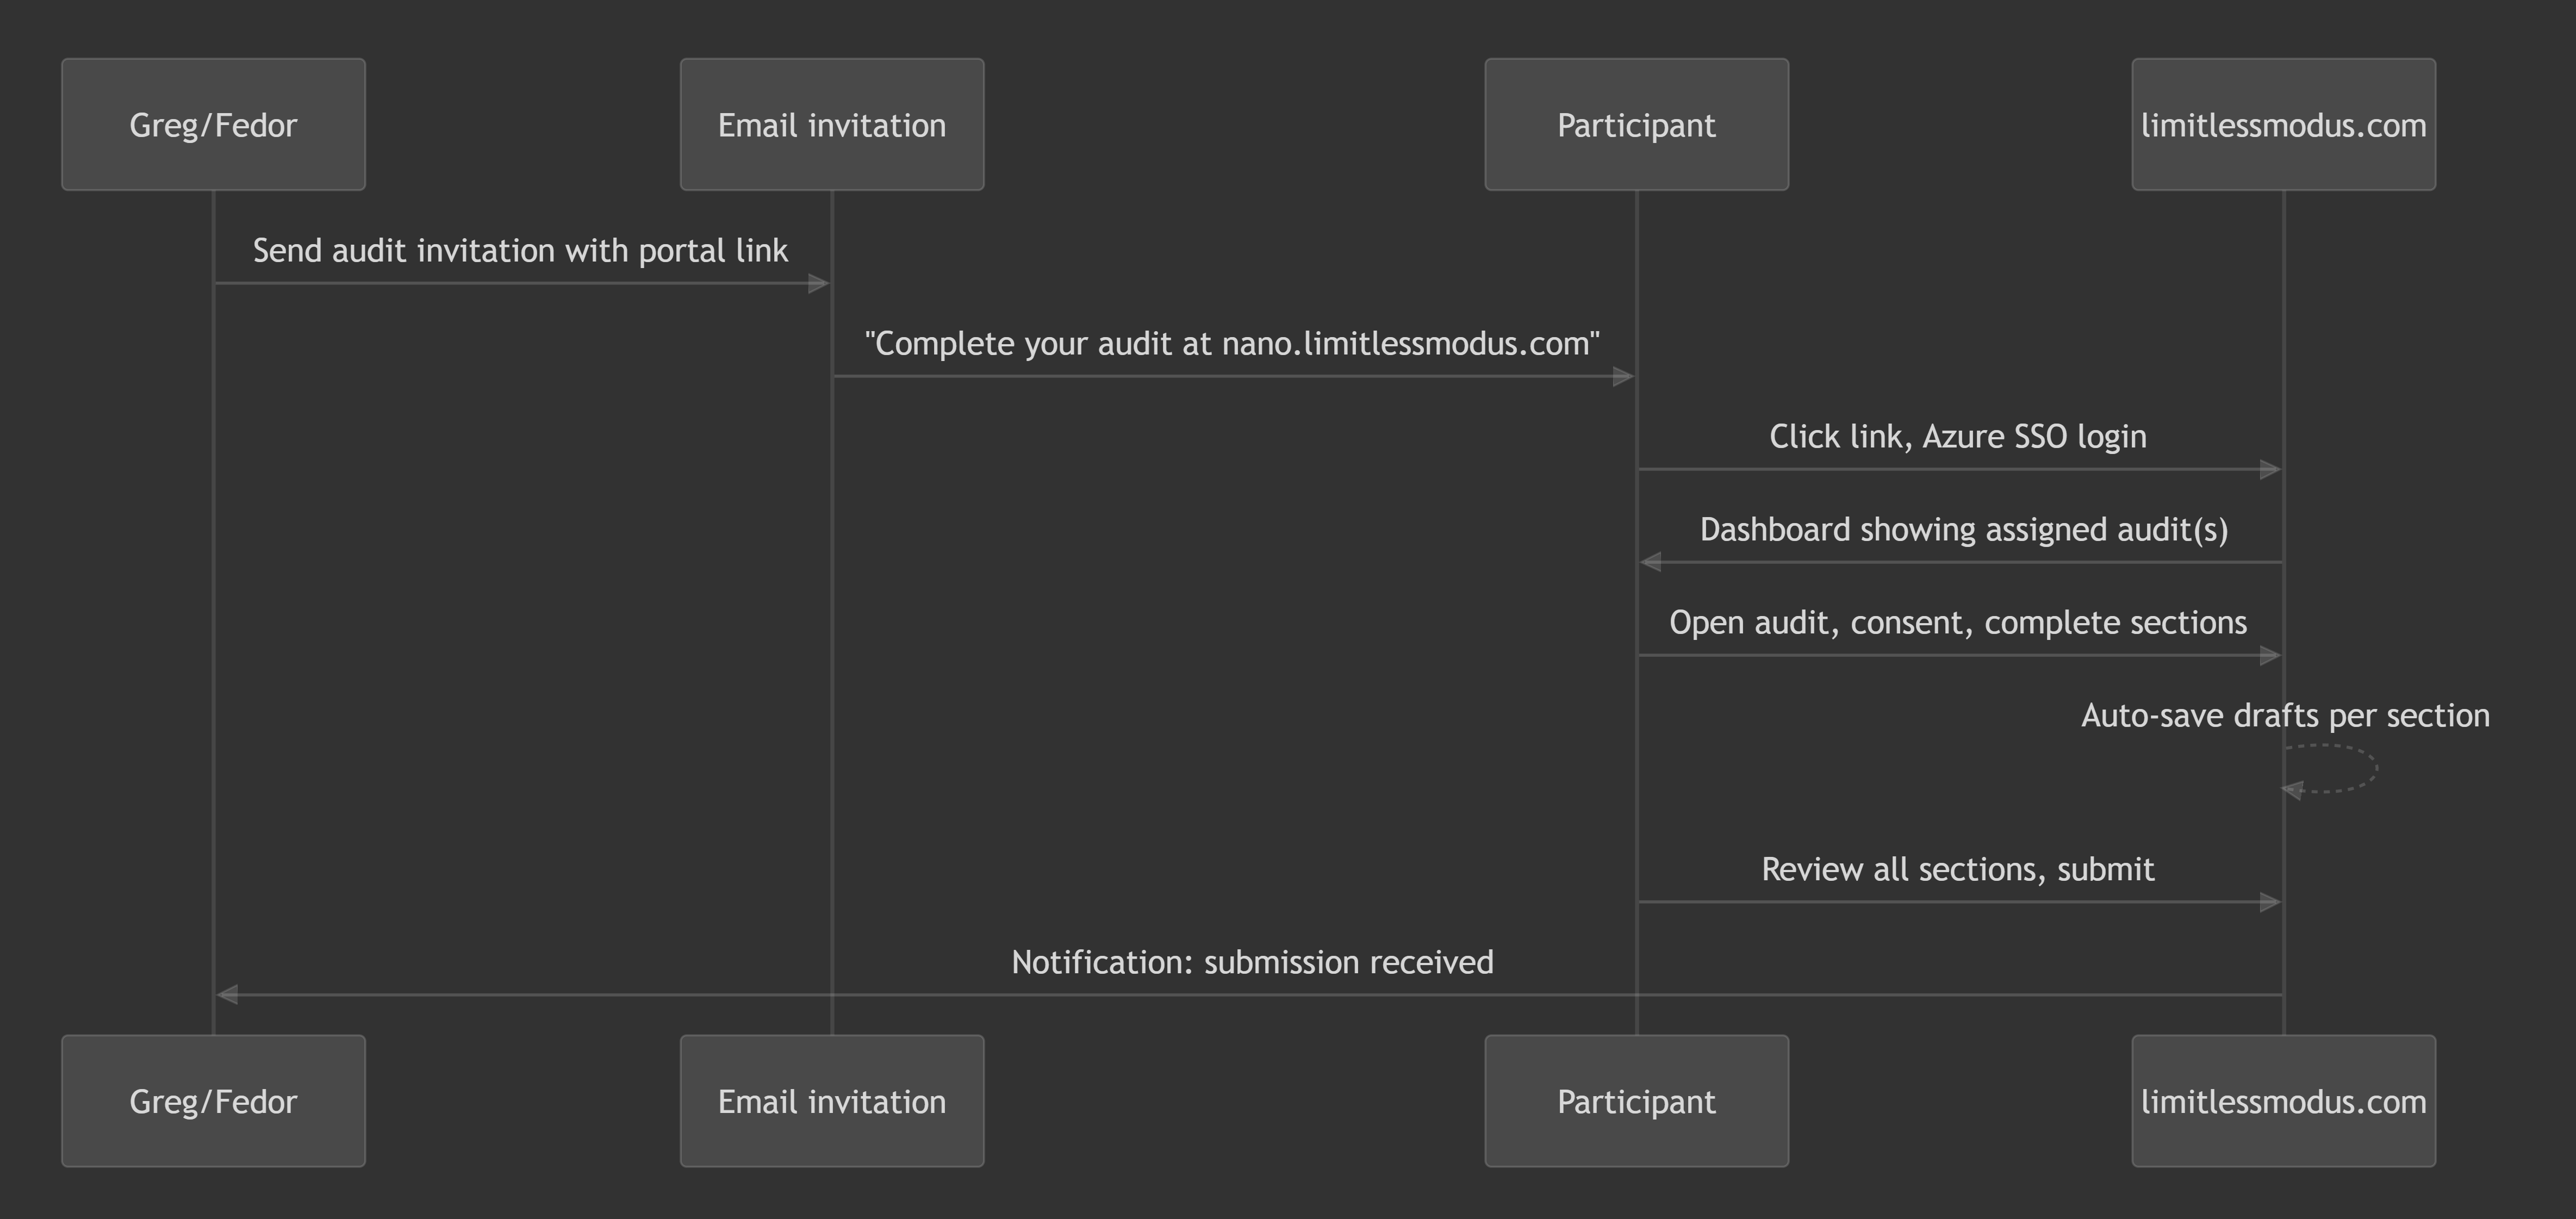 Greg/Fedor
Email invitation
Participant
limitlessmodus.com
Send audit invitation with portal link
"Complete your audit at nano.limitlessmodus.com"
Click link, Azure SSO login
Dashboard showing assigned audit(s)
Open audit, consent, complete sections
Auto-save drafts per section
Review all sections, submit
Notification: submission received
Greg/Fedor
Email invitation
Participant
limitlessmodus.com